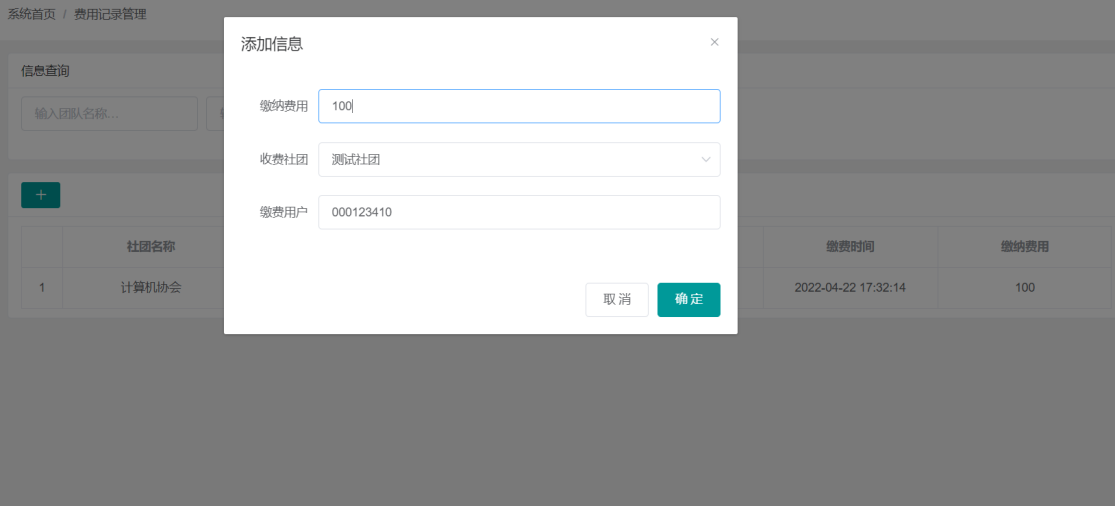 系统首页 / 费用记录管理
添加信息
信息查询
缴纳费用 100
输入团队名称...
收费社团 测试社团
缴费用户 000123410
社团名称 缴费时间 缴纳费用
取消 确定
1 计算机协会 2022-04-22 17:32:14 100